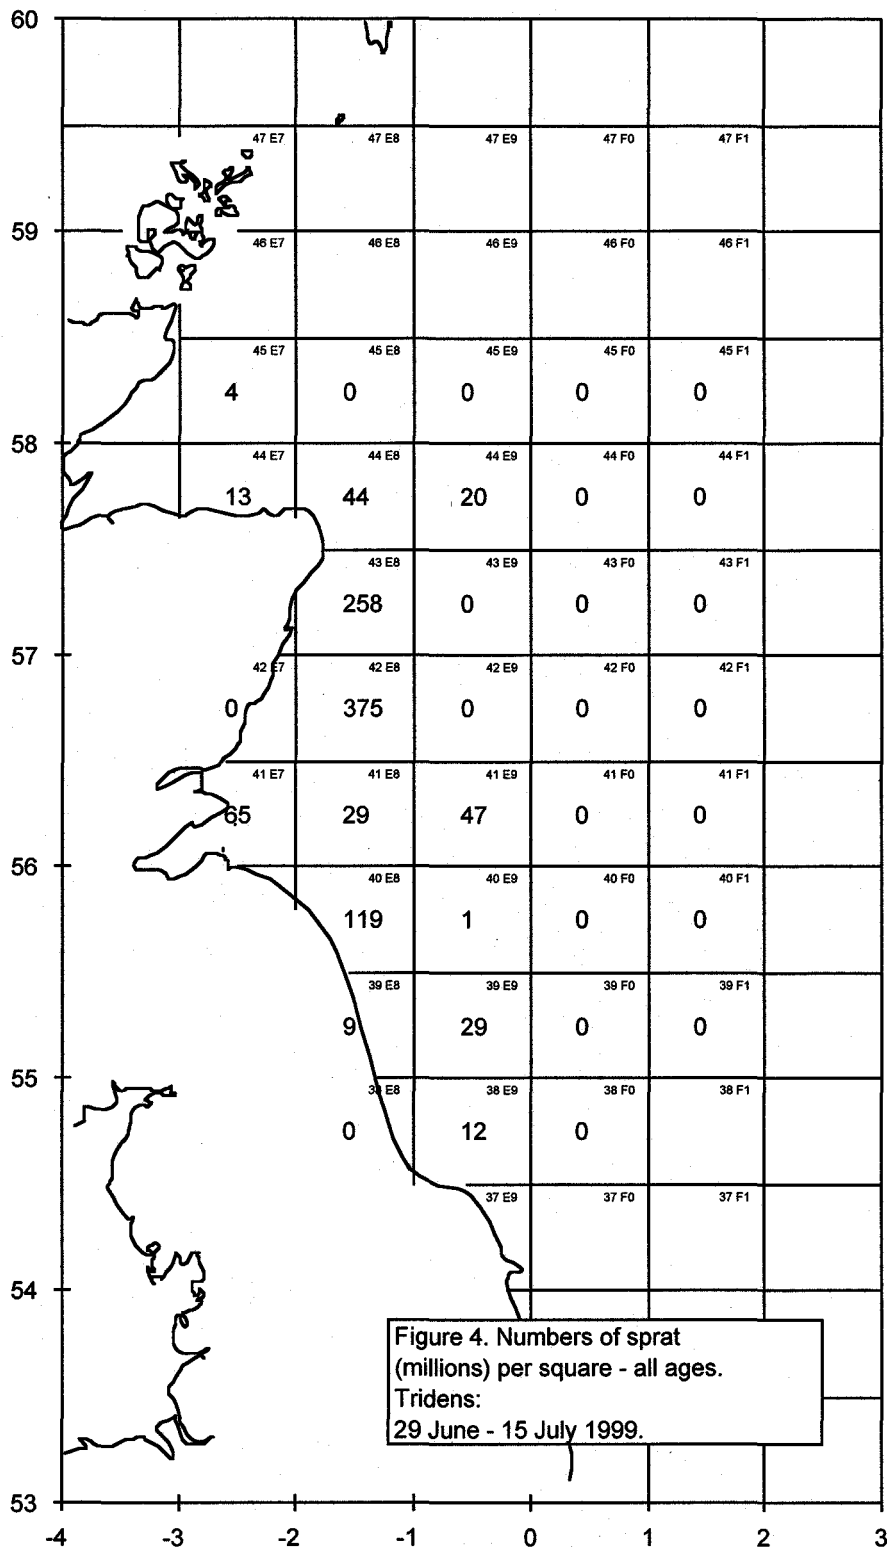 60
47 E7 47 E8 47 E9 47 F0 47 F1
59
46 E7 46 E8 46 E9 46 F0 46 F1
45 E7 45 E8 45 E9 45 F0 45 F1
4 0 0 0 0
58
44 E7 44 E8 44 E9 44 F0 44 F1
13 44 20 0 0
43 E8 43 E9 43 F0 43 F1
258 0 0 0
57
42 E7 42 E8 42 E9 42 F0 42 F1
0 375 0 0 0
41 E7 41 E8 41 E9 41 F0 41 F1
65 29 47 0 0
56
40 E8 40 E9 40 F0 40 F1
119 1 0 0
39 E8 39 E9 39 F0 39 F1
9 29 0 0
55
38 E8 38 E9 38 F0 38 F1
0 12 0
37 E9 37 F0 37 F1
54
Figure 4. Numbers of sprat
(millions) per square - all ages.
Tridens:
29 June - 15 July 1999.
53
-4 -3 -2 -1 0 1 2 3